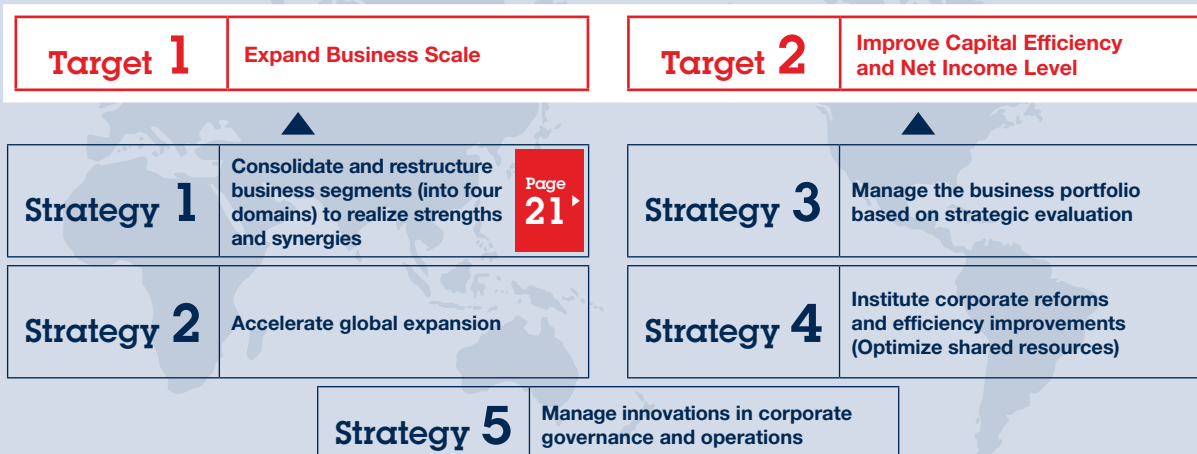 Target 1
Expand Business Scale
Target 2
Improve Capital Efficiency
and Net Income Level
Strategy 1
Consolidate and restructure
business segments (into four
domains) to realize strengths
and synergies
Page
21
Strategy 3
Manage the business portfolio
based on strategic evaluation
Strategy 2
Accelerate global expansion
Strategy 4
Institute corporate reforms
and efficiency improvements
(Optimize shared resources)
Strategy 5
Manage innovations in corporate
governance and operations